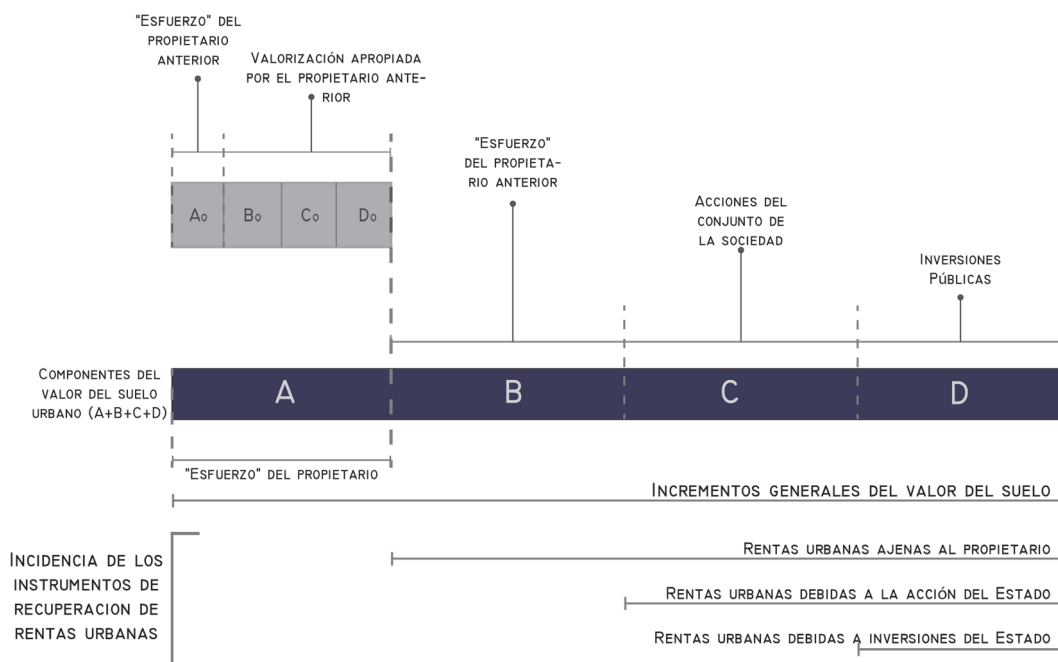 "Esfuerzo" del
propietario
anterior
Valorización apropiada
por el propietario ante-
rior
"Esfuerzo"
del propieta-
rio anterior
Acciones del
conjunto de
la sociedad
Inversiones
Públicas
A0
B0
C0
D0
Componentes del
valor del suelo
urbano (A+B+C+D)
A
B
C
D
"Esfuerzo" del propietario
Incrementos generales del valor del suelo
Incidencia de los
instrumentos de
recuperacion de
rentas urbanas
Rentas urbanas ajenas al propietario
Rentas urbanas debidas a la acción del Estado
Rentas urbanas debidas a inversiones del Estado